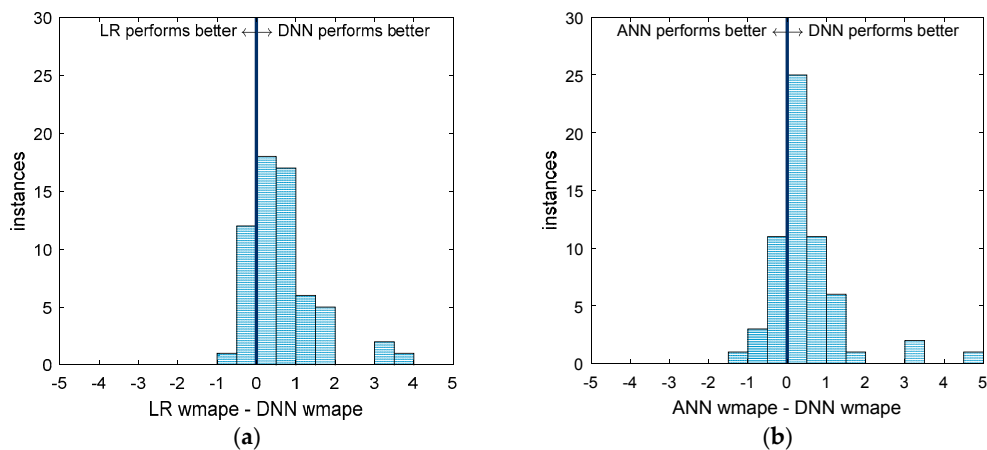 LR performs better ↔ DNN performs better
30
25
20
15
10
5
0
instances
-5 -4 -3 -2 -1 0 1 2 3 4 5
LR wmape - DNN wmape
(a)
ANN performs better ↔ DNN performs better
30
25
20
15
10
5
0
instances
-5 -4 -3 -2 -1 0 1 2 3 4 5
ANN wmape - DNN wmape
(b)